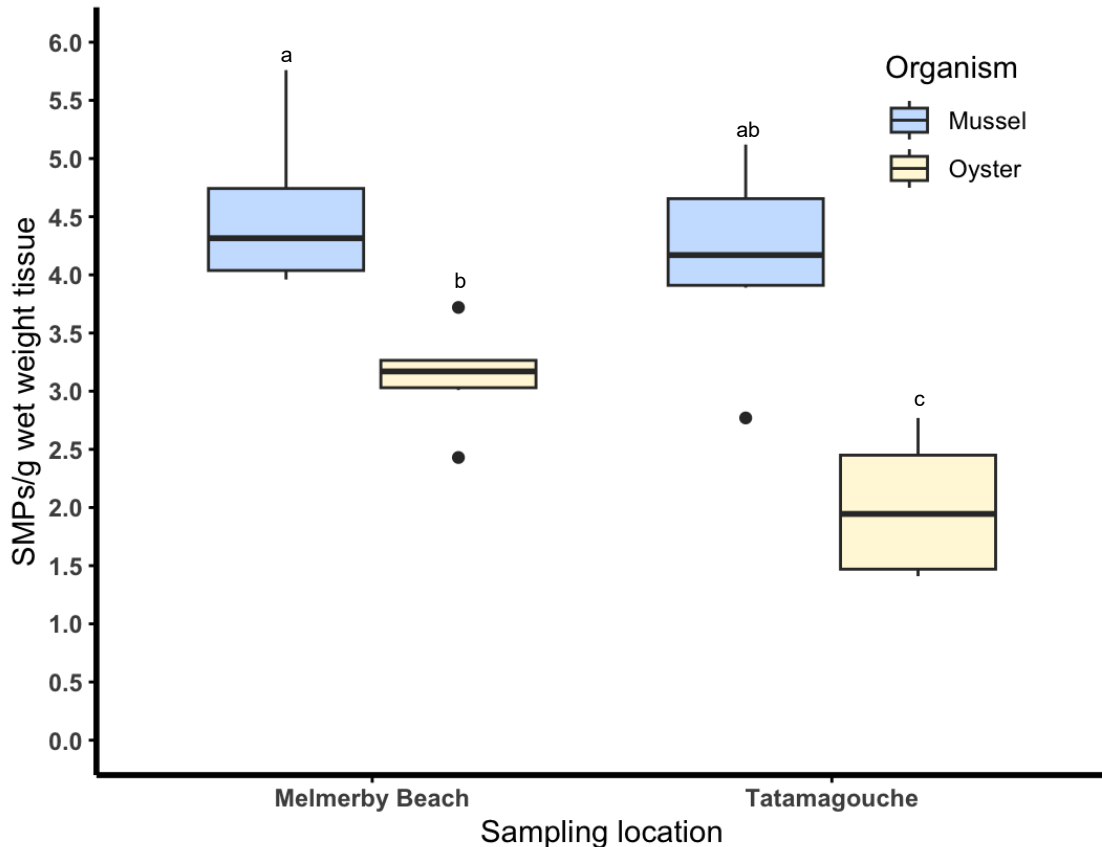 SMPs/g wet weight tissue
6.0
5.5
5.0
4.5
4.0
3.5
3.0
2.5
2.0
1.5
1.0
0.5
0.0
a
b
ab
c
Organism
Mussel
Oyster
Melmerby Beach
Tatamagouche
Sampling location